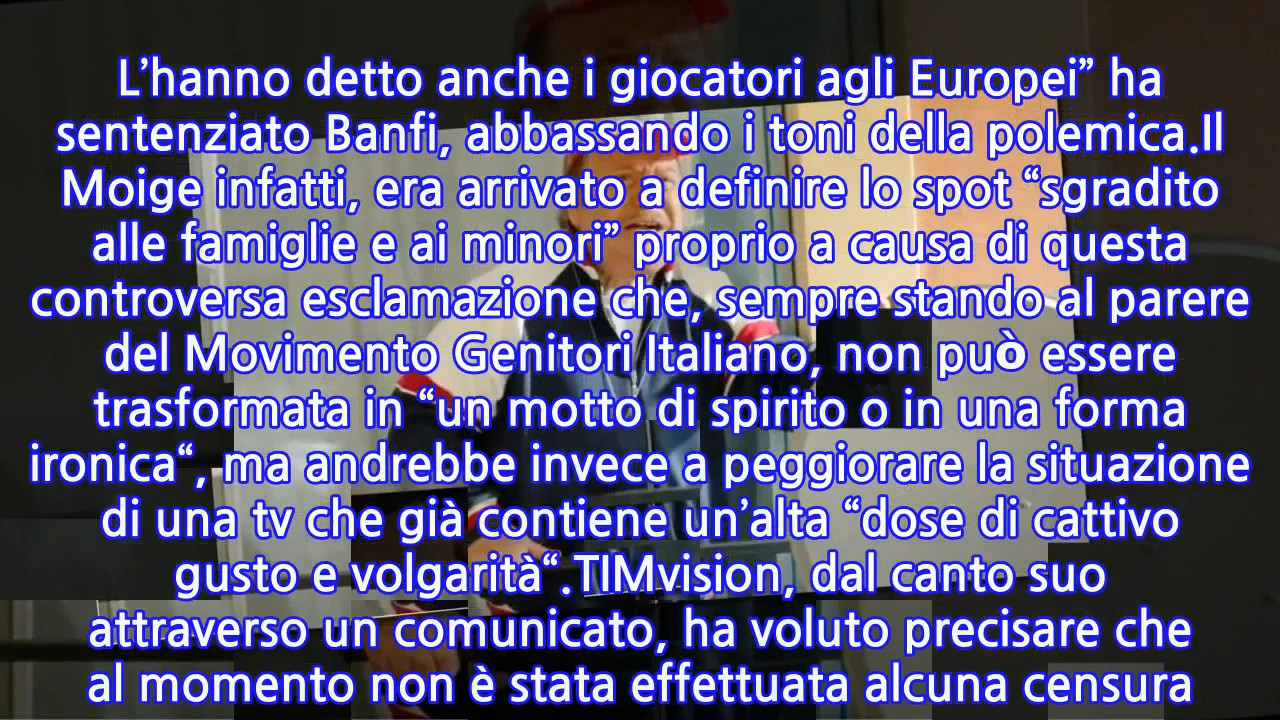 L’hanno detto anche i giocatori agli Europei” ha
sentenziato Banfi, abbassando i toni della polemica.Il
Moige infatti, era arrivato a definire lo spot “sgradito
alle famiglie e ai minori” proprio a causa di questa
controversa esclamazione che, sempre stando al parere
del Movimento Genitori Italiano, non può essere
trasformata in “un motto di spirito o in una forma
ironica“, ma andrebbe invece a peggiorare la situazione
di una tv che già contiene un’alta “dose di cattivo
gusto e volgarità“.TIMvision, dal canto suo
attraverso un comunicato, ha voluto precisare che
al momento non è stata effettuata alcuna censura